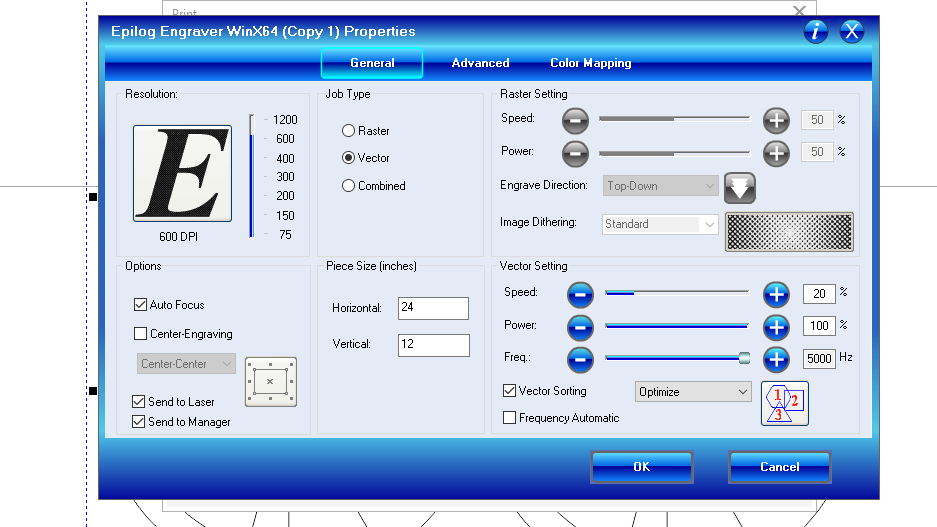 Print
Epilog Engraver WinX64 (Copy 1) Properties
General
Advanced
Color Mapping
Resolution:
E
600 DPI
1200
600
400
300
200
150
75
Job Type
Raster
Vector
Combined
Raster Setting
Speed:
50 %
Power:
50 %
Engrave Direction:
Top-Down
Image Dithering:
Standard
Options
Auto Focus
Center-Engraving
Center-Center
Send to Laser
Send to Manager
Piece Size (inches)
Horizontal:
24
Vertical:
12
Vector Setting
Speed:
20 %
Power:
100 %
Freq.:
5000 Hz
Vector Sorting
Optimize
1
2
3
Frequency Automatic
OK
Cancel